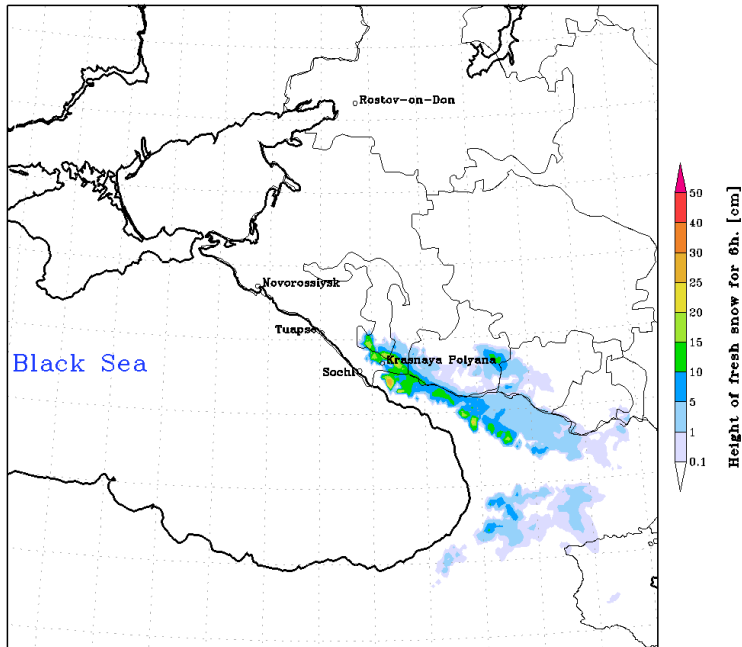 Rostov-on-Don
Novorossiysk
Tuapse
Black Sea
Krasnaya Polyana
Sochi
50
40
30
25
20
15
10
5
1
0.1
Height of fresh snow for 6h. [cm]